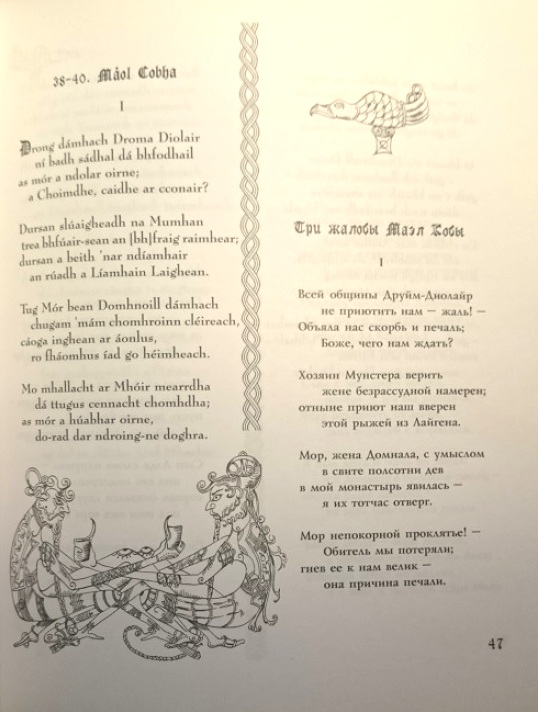 38-40. Máol Cobha
I
Drong dámhach Droma Diolair
ní badh sádhal dá bhfodhail
as mór a ndolar oirne;
a Choimdhe, caidhe ar cconair?
Dursan slúaigheadh na Mumhan
trea bhfúair-sean an [bh]fraig raimhear;
dursan a beith 'nar ndíamhair
an rúadh a Líamhain Laighean.
Tug Mór bean Domhnoill dámhach
chugam 'mám chomhroinn cléireach,
cáoga inghean ar áonlus,
ro fháomhus íad go héimheach.
Mo mhallacht ar Mhóir mearrdha
dá ttugus cennacht chomhdha;
as mór a húabhar oirne,
do-rad dar ndroing-ne doghra.
Три жалобы Маэл Кобы
I
Всей общины Друйм-Диолайр
не приютить нам — жаль! —
Объяла нас скорбь и печаль;
Боже, чего нам ждать?
Хозяин Мунстера верить
жене безрассудной намерен;
отныне приют наш вверен
этой рыжей из Лайгена.
Мор, жена Домнала, с умыслом
в свите полсотни дев
в мой монастырь явилась —
я их тотчас отверг.
Мор непокорной проклятье! —
Обитель мы потеряли;
гнев ее к нам велик —
она причина печали.
47